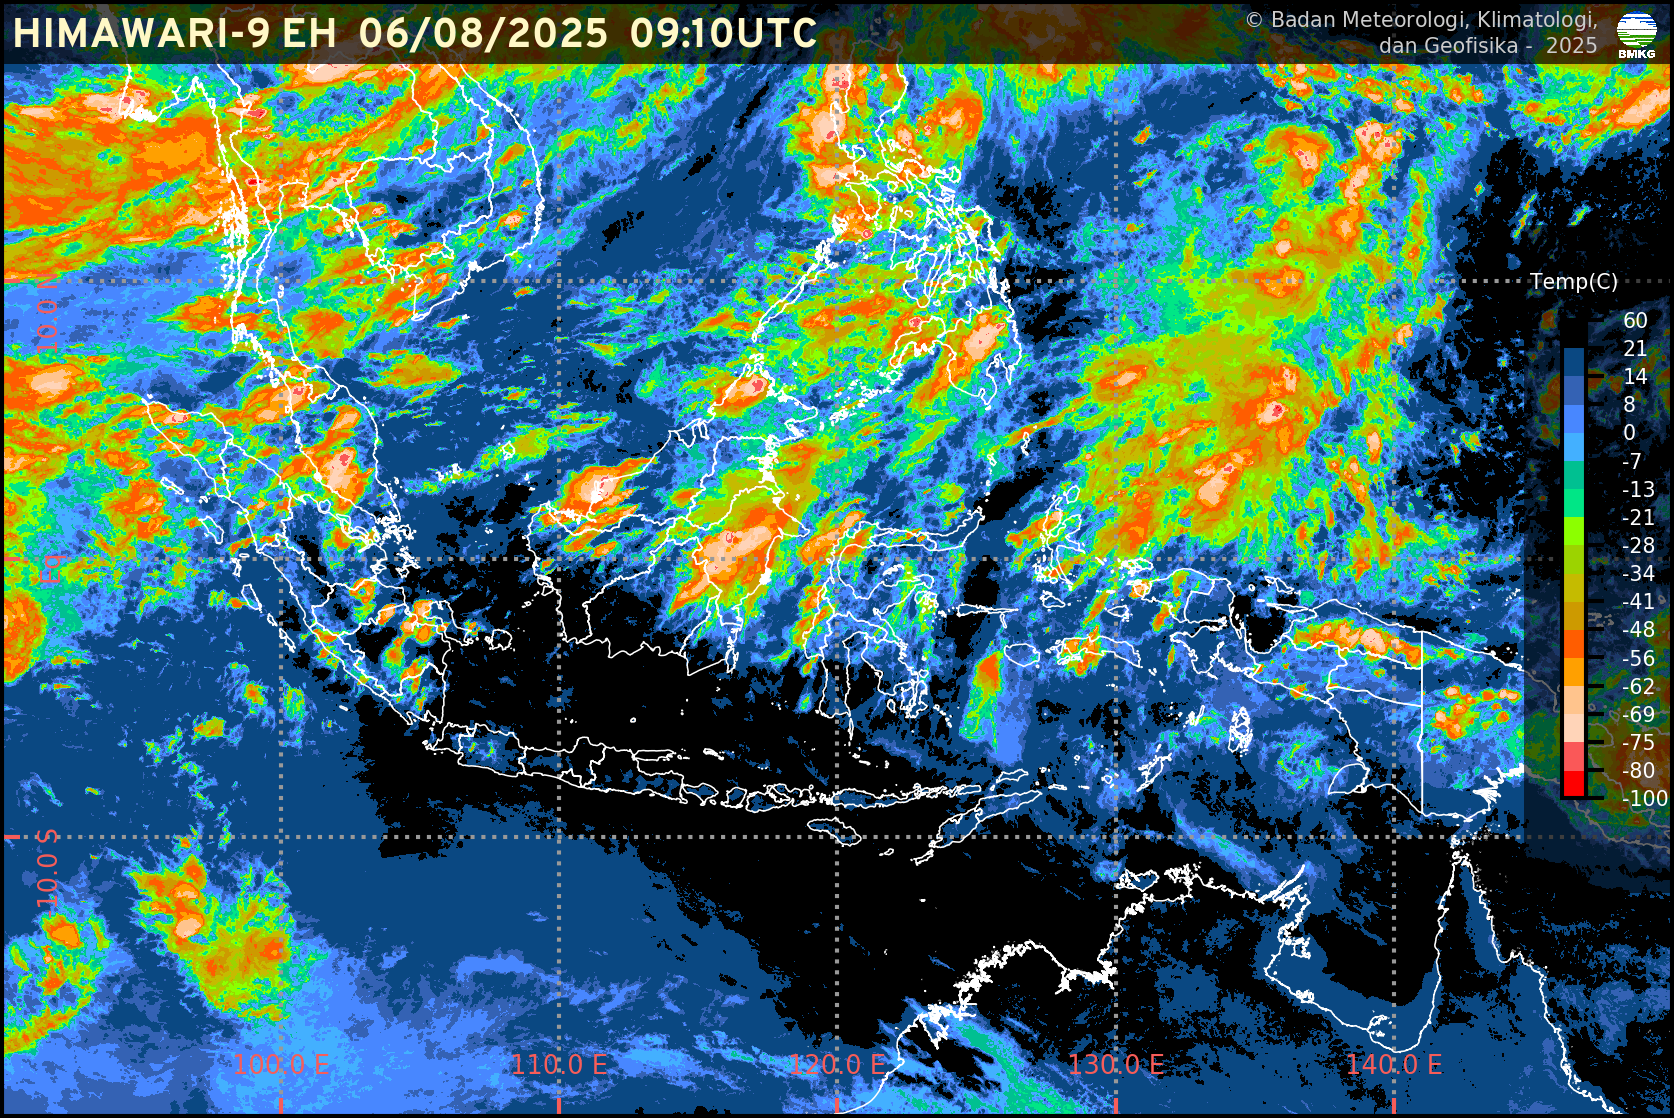 HIMAWARI-9 EH 06/08/2025 09:10UTC
© Badan Meteorologi, Klimatologi,
dan Geofisika - 2025
BMKG
Temp(C)
60
21
14
8
0
-7
-13
-21
-28
-34
-41
-48
-56
-62
-69
-75
-80
-100
10.0 N
Eq
10.0 S
100.0 E
110.0 E
120.0 E
130.0 E
140.0 E